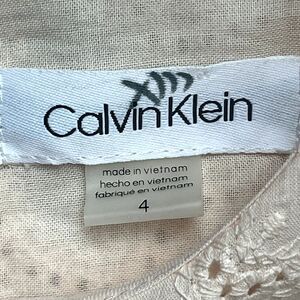 Calvin Klein
made in vietnam
hecho en vietnam
fabriqué en vietnam
4